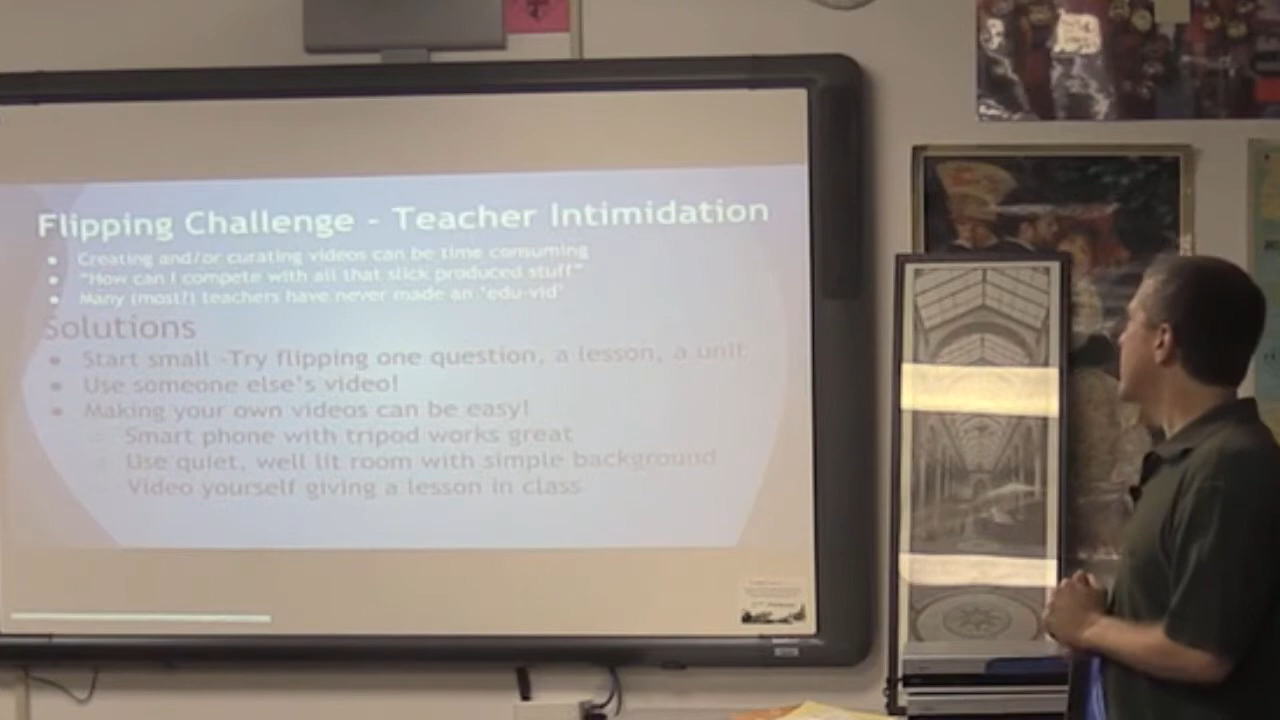 Flipping Challenge - Teacher Intimidation
• Creating and/or curating videos can be time consuming
• "How can I compete with all that slick produced stuff"
• Many (most?) teachers have never made an 'edu-vid'
Solutions
• Start small -Try flipping one question, a lesson, a unit
• Use someone else's video!
• Making your own videos can be easy!
○ Smart phone with tripod works great
○ Use quiet, well lit room with simple background
○ Video yourself giving a lesson in class